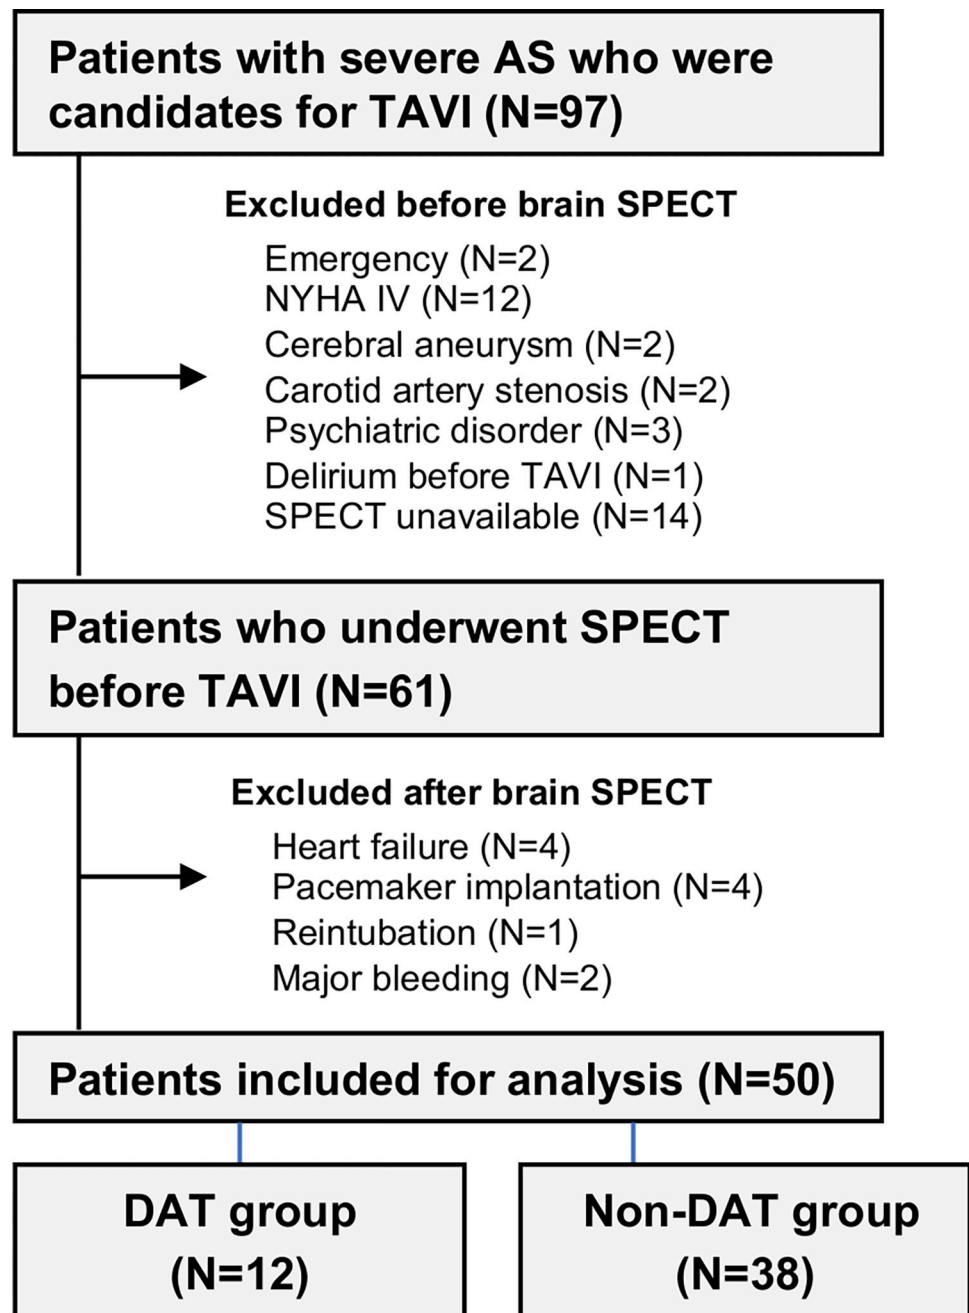 Patients with severe AS who were
candidates for TAVI (N=97)
Excluded before brain SPECT
Emergency (N=2)
NYHA IV (N=12)
Cerebral aneurysm (N=2)
Carotid artery stenosis (N=2)
Psychiatric disorder (N=3)
Delirium before TAVI (N=1)
SPECT unavailable (N=14)
Patients who underwent SPECT
before TAVI (N=61)
Excluded after brain SPECT
Heart failure (N=4)
Pacemaker implantation (N=4)
Reintubation (N=1)
Major bleeding (N=2)
Patients included for analysis (N=50)
DAT group
(N=12)
Non-DAT group
(N=38)